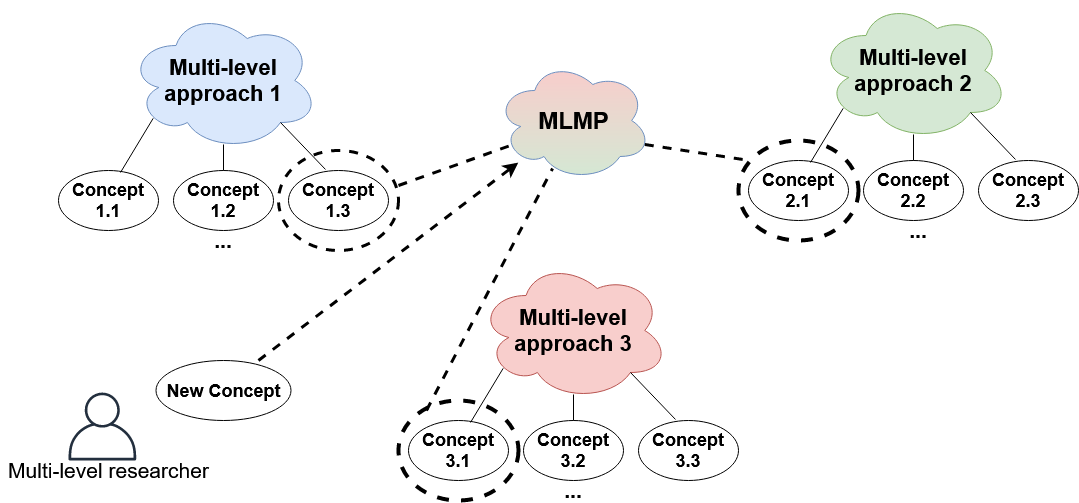 Multi-level
approach 1
Concept
1.1
Concept
1.2
...
Concept
1.3
MLMP
Multi-level
approach 2
Concept
2.1
Concept
2.2
...
Concept
2.3
Multi-level
approach 3
Concept
3.1
Concept
3.2
...
Concept
3.3
New Concept
Multi-level researcher